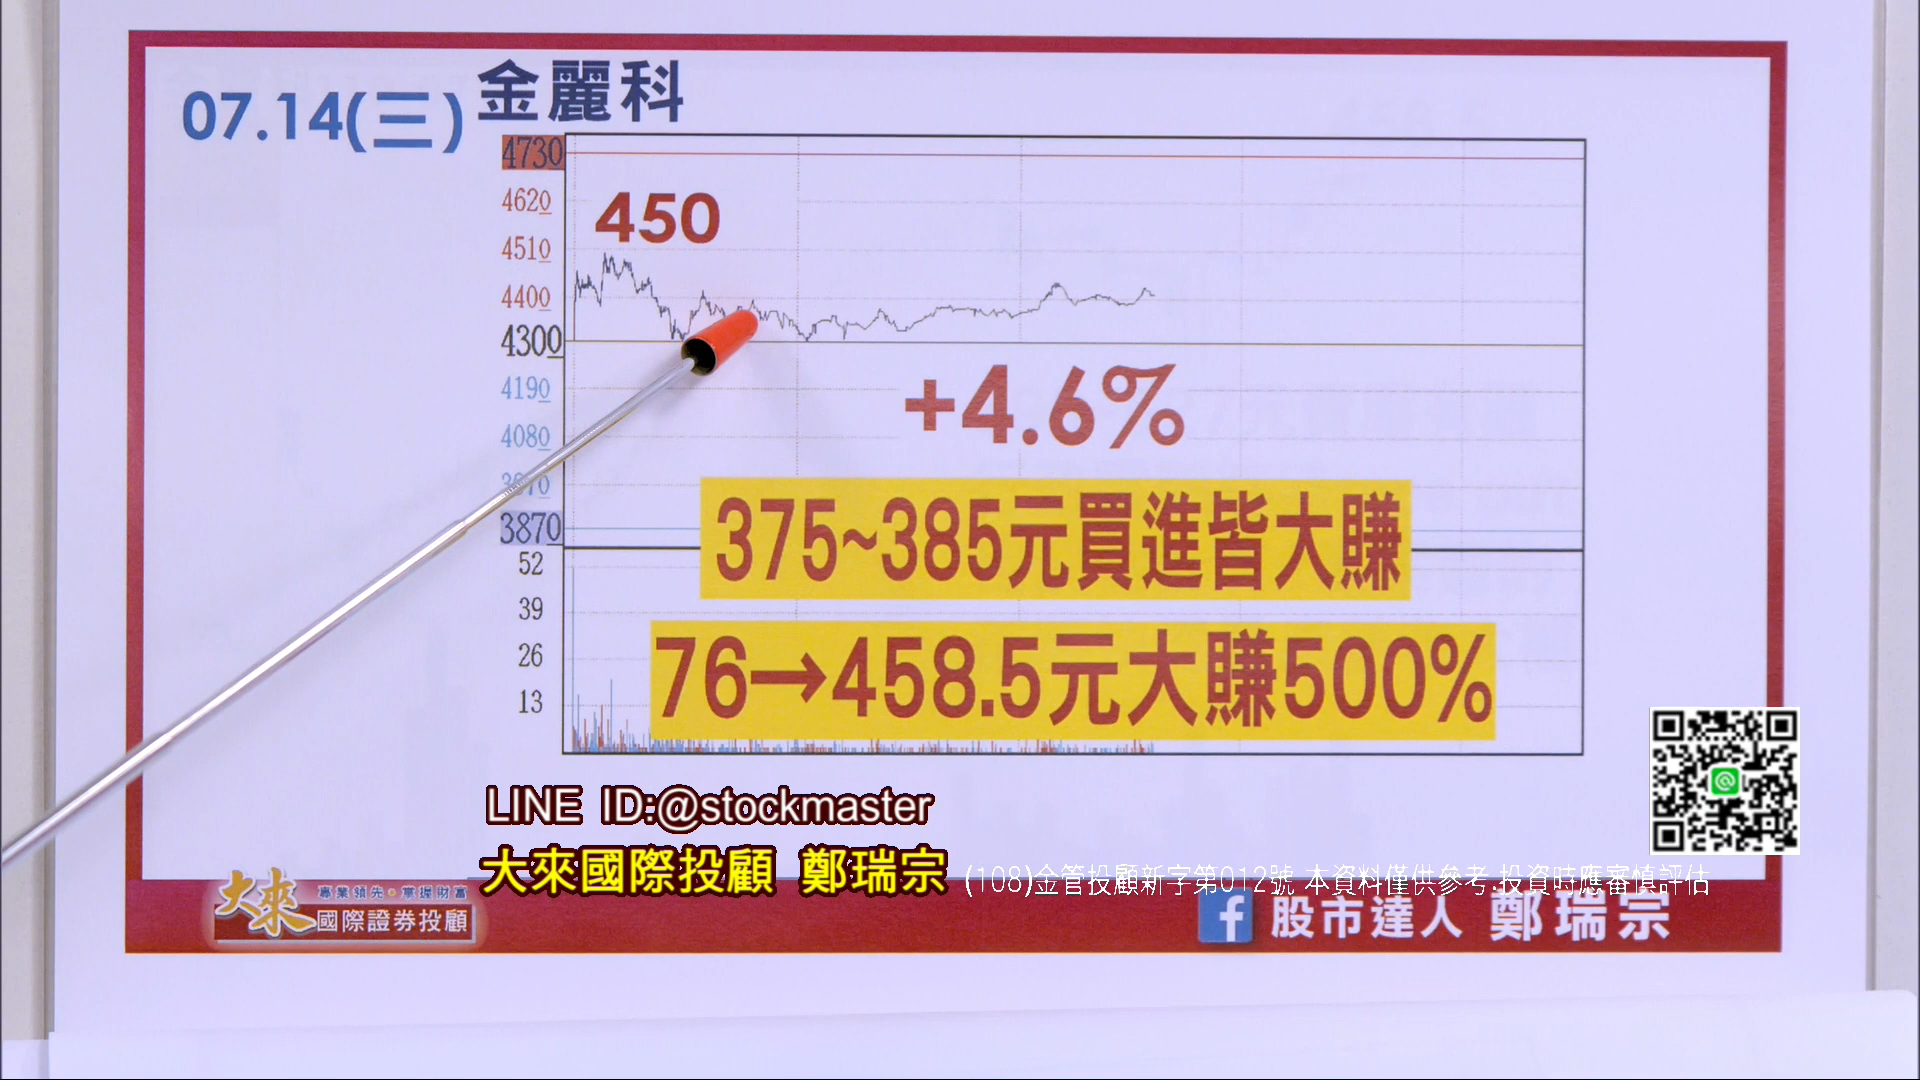 07.14(三)
金麗科
4730
4620
4510
4400
4300
4190
4080
3870
52
39
26
13
450
+4.6%
375~385元買進皆大賺
76→458.5元大賺500%
LINE ID:@stockmaster
大來國際投顧 鄭瑞宗 (108)金管投顧新字第012號 本資料僅供參考.投資時應審慎評估
大來
專業領先•掌握財富
國際證券投顧
f 股市達人 鄭瑞宗